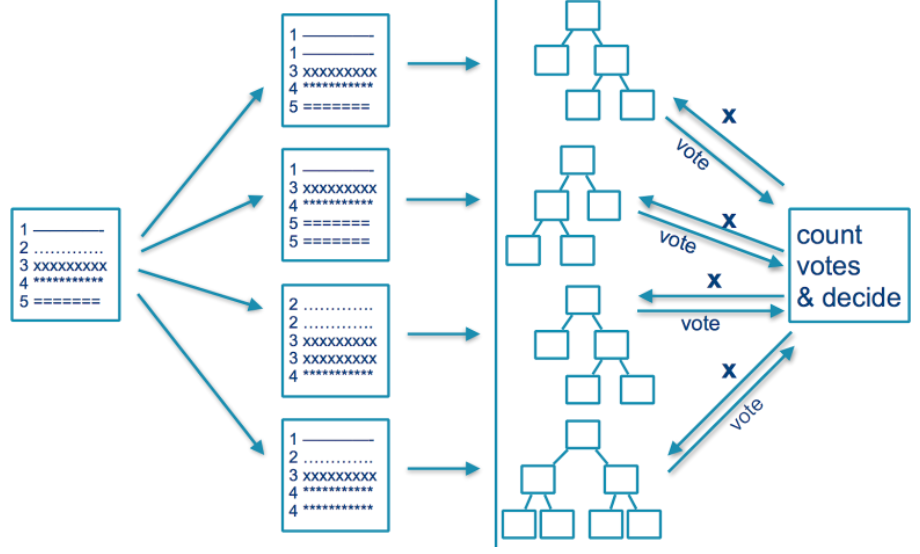 1 ——————
2 ………….
3 xxxxxxxxx
4 ***********
5 =======
1 ——————
1 ——————
3 xxxxxxxxx
4 ***********
5 =======
1 ——————
3 xxxxxxxxx
4 ***********
5 =======
5 =======
2 ………….
2 ………….
3 xxxxxxxxx
3 xxxxxxxxx
4 ***********
1 ——————
2 ………….
3 xxxxxxxxx
4 ***********
4 ***********
x
vote
x
vote
x
vote
x
vote
count
votes
& decide